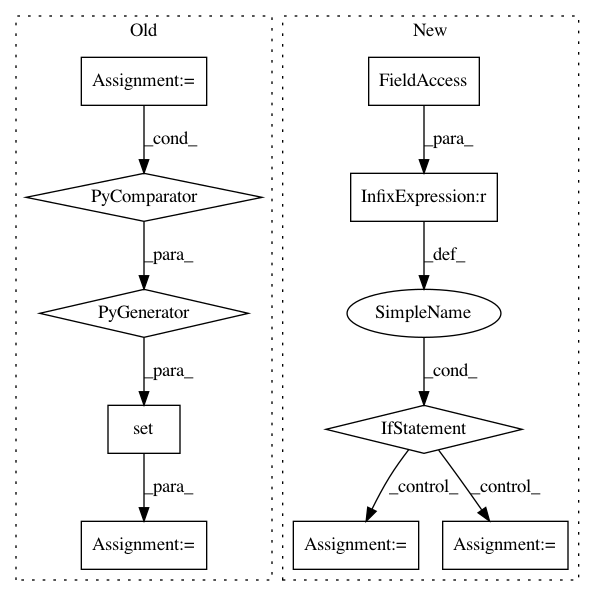 Old
Assignment:=
_cond_
PyComparator
_para_
PyGenerator
_para_
set
_para_
Assignment:=
New
FieldAccess
_para_
InfixExpression:r
_def_
SimpleName
_cond_
IfStatement
_control_
_control_
Assignment:=
Assignment:=